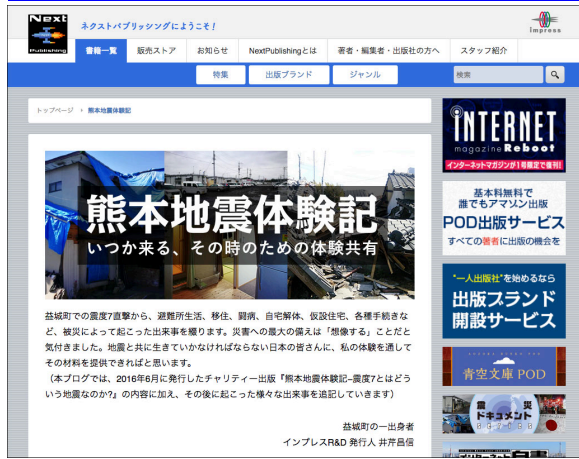 Next
Publishing
ネクストパブリッシングにようこそ！
Impress
書籍一覧
販売ストア
お知らせ
NextPublishingとは
著者・編集者・出版社の方へ
スタッフ紹介
特集
出版ブランド
ジャンル
検索
トップページ
熊本地震体験記
熊本地震体験記
いつか来る、その時のための体験共有
益城町での震度7直撃から、避難所生活、移住、闘病、自宅解体、仮設住宅、各種手続きな
ど、被災によって起こった出来事を綴ります。災害への最大の備えは「想像する」ことだと
気付きました。地震と共に生きていかなければならない日本の皆さんに、私の体験を通して
その材料を提供できればと思います。
（本ブログでは、2016年6月に発行したチャリティー出版『熊本地震体験記–震度7とはどう
いう地震なのか?』の内容に加え、その後に起こった様々な出来事を追記していきます）
益城町の一出身者
インプレスR&D 発行人 井芹昌信
INTERNET
magazine Reboot
インターネットマガジンが1号限定で復刊!
基本料無料で
誰でもアマゾン出版
POD出版サービス
すべての著者に出版の機会を
"一人出版社"を始めるなら
出版ブランド
開設サービス
青空文庫 POD
震災
ドキュメント